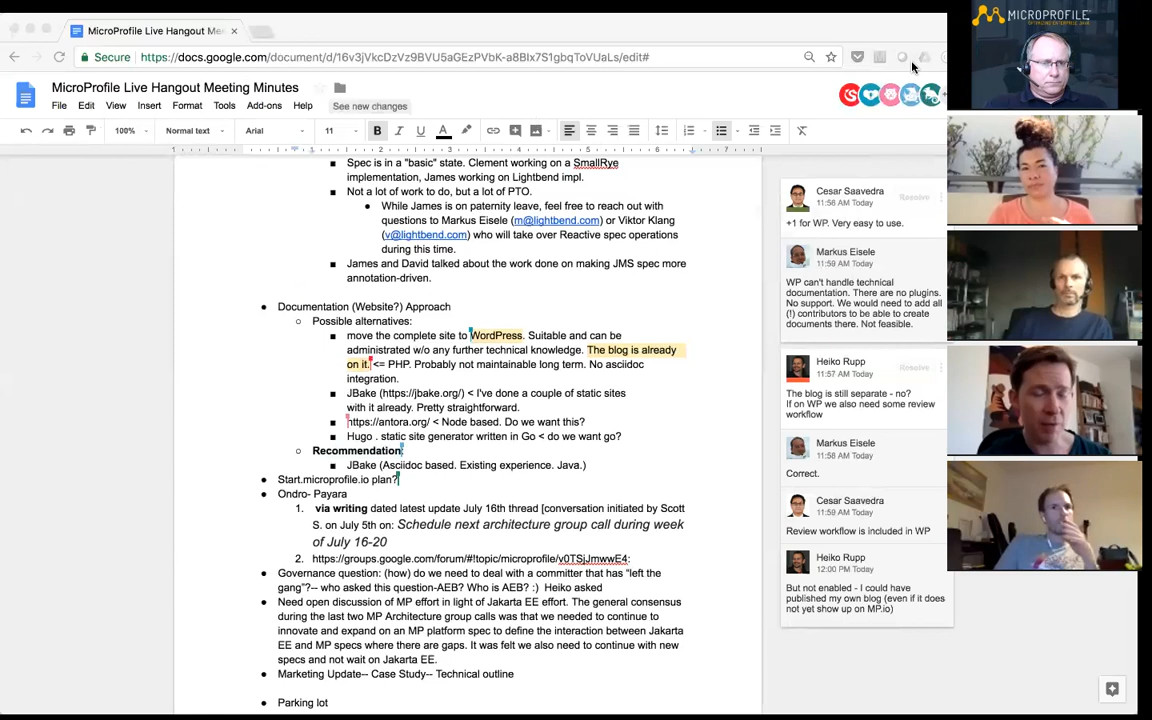 MicroProfile Live Hangout Mee
Secure
https://docs.google.com/document/d/16v3jVkcDzVz9BVU5aGEzPVbK-a8BIx7S1gbqToVUaLs/edit#
MicroProfile Live Hangout Meeting Minutes
File Edit View Insert Format Tools Add-ons Help See new changes
100% Normal text Arial 11 B I U A
1 2 3 4 5 6 7
Spec is in a "basic" state. Clement working on a SmallRye
implementation, James working on Lightbend impl.
Not a lot of work to do, but a lot of PTO.
While James is on paternity leave, feel free to reach out with
questions to Markus Eisele (m@lightbend.com) or Viktor Klang
(v@lightbend.com) who will take over Reactive spec operations
during this time.
James and David talked about the work done on making JMS spec more
annotation-driven.
Documentation (Website?) Approach
Possible alternatives:
move the complete site to WordPress. Suitable and can be
administrated w/o any further technical knowledge. The blog is already
on it. <= PHP. Probably not maintainable long term. No asciidoc
integration.
JBake (https://jbake.org/) < I've done a couple of static sites
with it already. Pretty straightforward.
https://antora.org/ < Node based. Do we want this?
Hugo . static site generator written in Go < do we want go?
Recommendation:
JBake (Asciidoc based. Existing experience. Java.)
Start.microprofile.io plan?
Ondro- Payara
1. via writing dated latest update July 16th thread [conversation initiated by Scott
S. on July 5th on: Schedule next architecture group call during week
of July 16-20
2. https://groups.google.com/forum/#!topic/microprofile/v0TSjJmwwE4:
Governance question: (how) do we need to deal with a committer that has "left the
gang"?-- who asked this question-AEB? Who is AEB? :) Heiko asked
Need open discussion of MP effort in light of Jakarta EE effort. The general consensus
during the last two MP Architecture group calls was that we needed to continue to
innovate and expand on an MP platform spec to define the interaction between Jakarta
EE and MP specs where there are gaps. It was felt we also need to continue with new
specs and not wait on Jakarta EE.
Marketing Update-- Case Study-- Technical outline
Parking lot
Cesar Saavedra
11:56 AM Today
Resolve
+1 for WP. Very easy to use.
Markus Eisele
11:59 AM Today
WP can't handle technical
documentation. There are no plugins.
No support. We would need to add all
(!) contributors to be able to create
documents there. Not feasible.
Heiko Rupp
11:57 AM Today
Resolve
The blog is still separate - no?
If on WP we also need some review
workflow
Markus Eisele
11:58 AM Today
Correct.
Cesar Saavedra
11:59 AM Today
Review workflow is included in WP
Heiko Rupp
12:00 PM Today
But not enabled - I could have
published my own blog (even if it does
not yet show up on MP.io)
MICROPROFILE